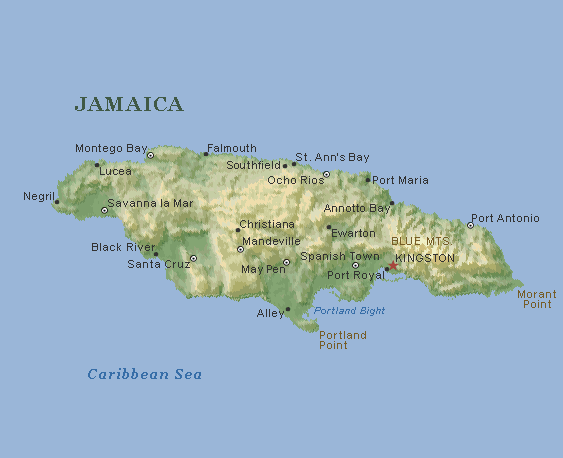 JAMAICA
Montego Bay
Falmouth
St. Ann's Bay
Southfield
Lucea
Ocho Rios
Port Maria
Negril
Savanna la Mar
Annotto Bay
Port Antonio
Christiana
Ewarton
Mandeville
BLUE MTS.
Black River
Santa Cruz
Spanish Town
KINGSTON
May Pen
Port Royal
Morant
Point
Alley
Portland Bight
Portland
Point
Caribbean Sea